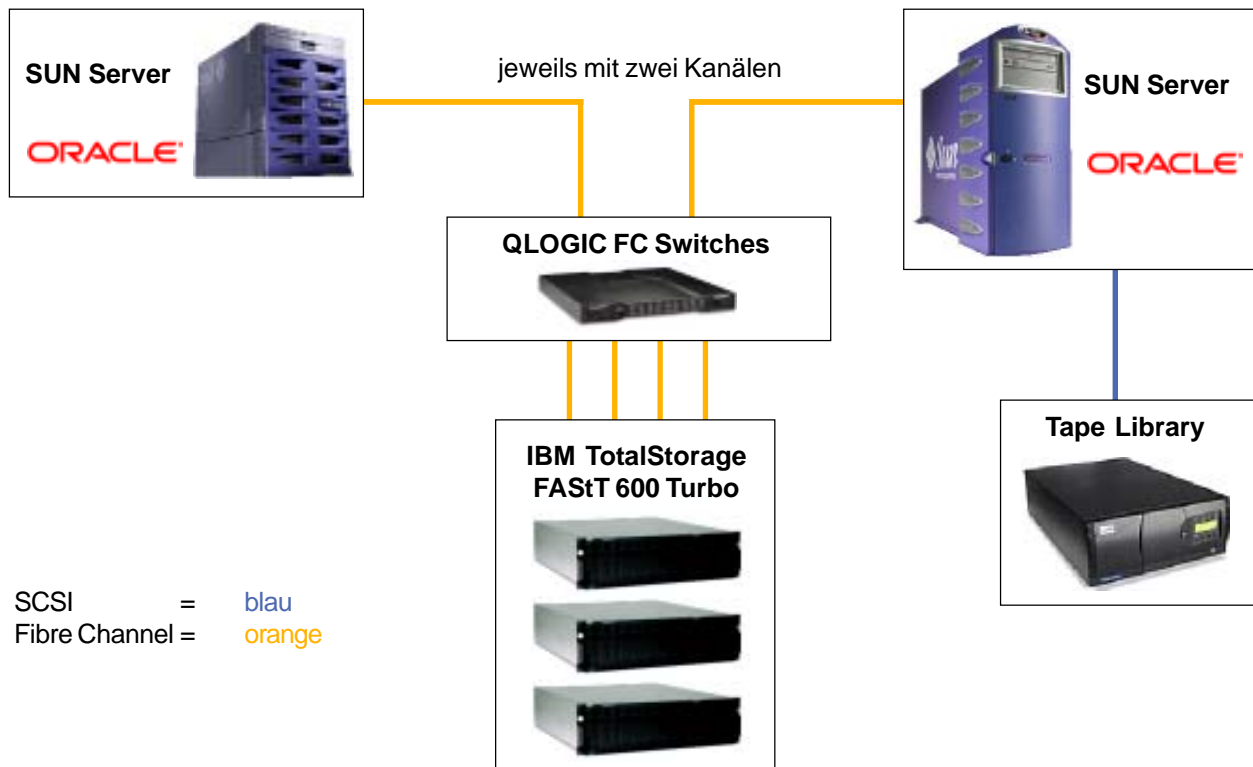 SUN Server
ORACLE
jeweils mit zwei Kanälen
SUN Server
ORACLE
Sun
QLOGIC FC Switches
IBM TotalStorage
FAStT 600 Turbo
Tape Library
SCSI = blau
Fibre Channel = orange